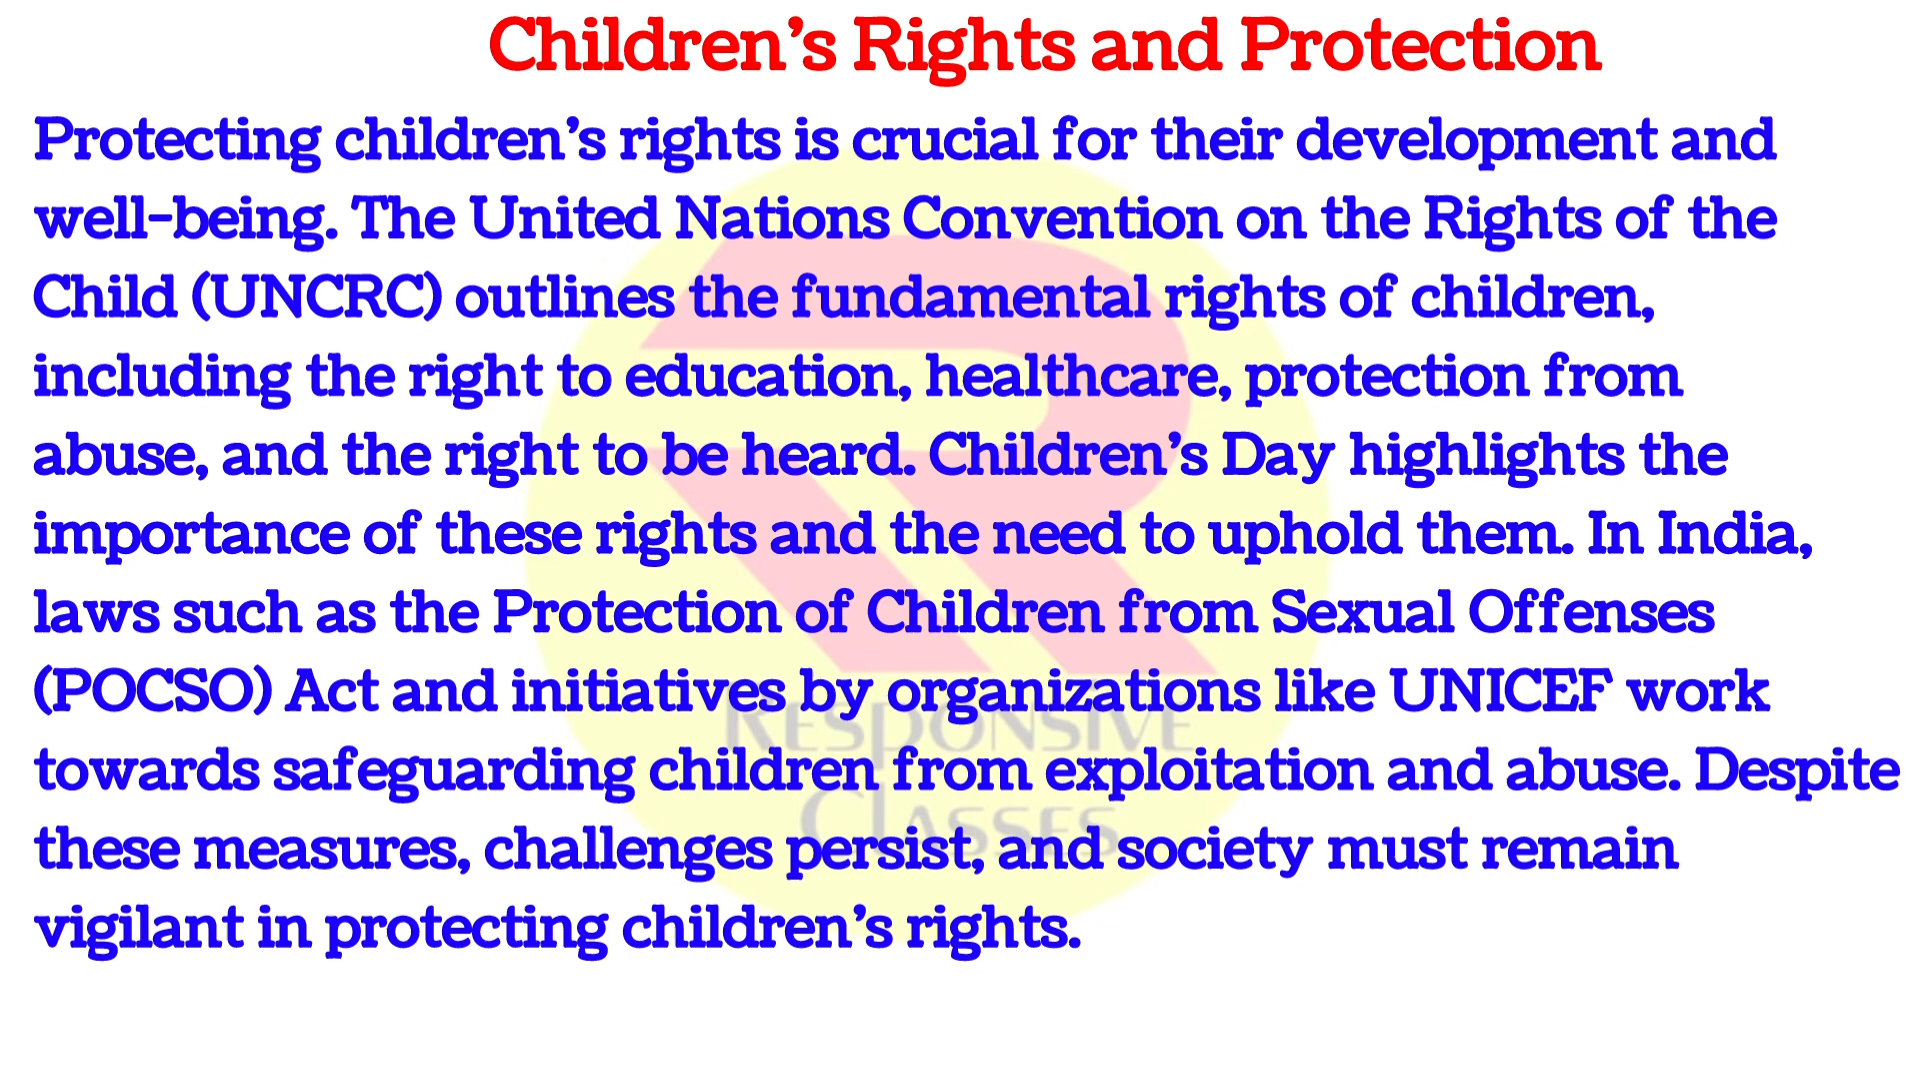 Children’s Rights and Protection
Protecting children’s rights is crucial for their development and
well-being. The United Nations Convention on the Rights of the
Child (UNCRC) outlines the fundamental rights of children,
including the right to education, healthcare, protection from
abuse, and the right to be heard. Children’s Day highlights the
importance of these rights and the need to uphold them. In India,
laws such as the Protection of Children from Sexual Offenses
(POCSO) Act and initiatives by organizations like UNICEF work
towards safeguarding children from exploitation and abuse. Despite
these measures, challenges persist, and society must remain
vigilant in protecting children’s rights.
Responsive
Classes